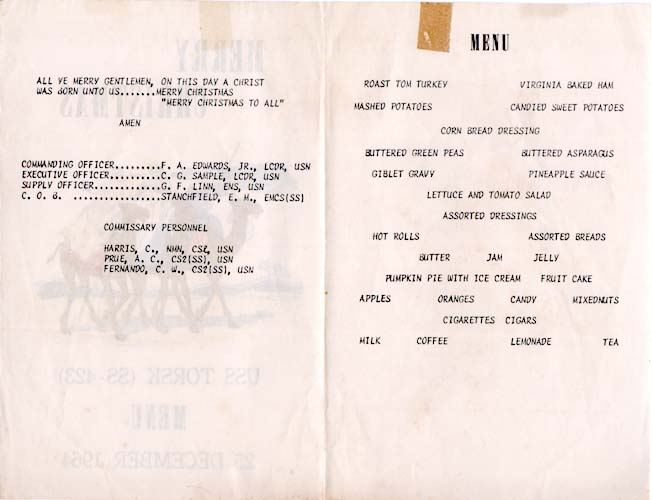 ALL YE MERRY GENTLEMEN, ON THIS DAY A CHRIST
WAS BORN UNTO US.......MERRY CHRISTMAS
"MERRY CHRISTMAS TO ALL"
AMEN
COMMANDING OFFICER.........F. A. EDWARDS, JR., LCDR, USN
EXECUTIVE OFFICER..........C. G. SAMPLE, LCDR, USN
SUPPLY OFFICER.............G. F. LINN, ENS, USN
C. O. B. .................STANCHFIELD, E. H., EMCS(SS)
COMMISSARY PERSONNEL
HARRIS, C., NMN, CS2, USN
PRUE, A. C., CS2(SS), USN
FERNANDO, C. W., CS2(SS), USN
MENU
ROAST TOM TURKEY VIRGINIA BAKED HAM
MASHED POTATOES CANDIED SWEET POTATOES
CORN BREAD DRESSING
BUTTERED GREEN PEAS BUTTERED ASPARAGUS
GIBLET GRAVY PINEAPPLE SAUCE
LETTUCE AND TOMATO SALAD
ASSORTED DRESSINGS
HOT ROLLS ASSORTED BREADS
BUTTER JAM JELLY
PUMPKIN PIE WITH ICE CREAM FRUIT CAKE
APPLES ORANGES CANDY MIXEDNUTS
CIGARETTES CIGARS
MILK COFFEE LEMONADE TEA
MERRY
CHRISTMAS
USS TORSK (SS-423)
MENU
25 DECEMBER 1964